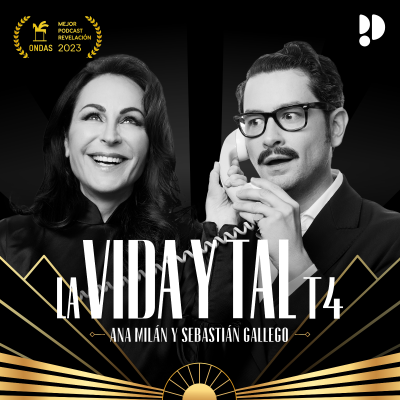 MEJOR
PODCAST
REVELACIÓN
ONDAS 2023
LA VIDA Y TAL T4
ANA MILÁN Y SEBASTIÁN GALLEGO